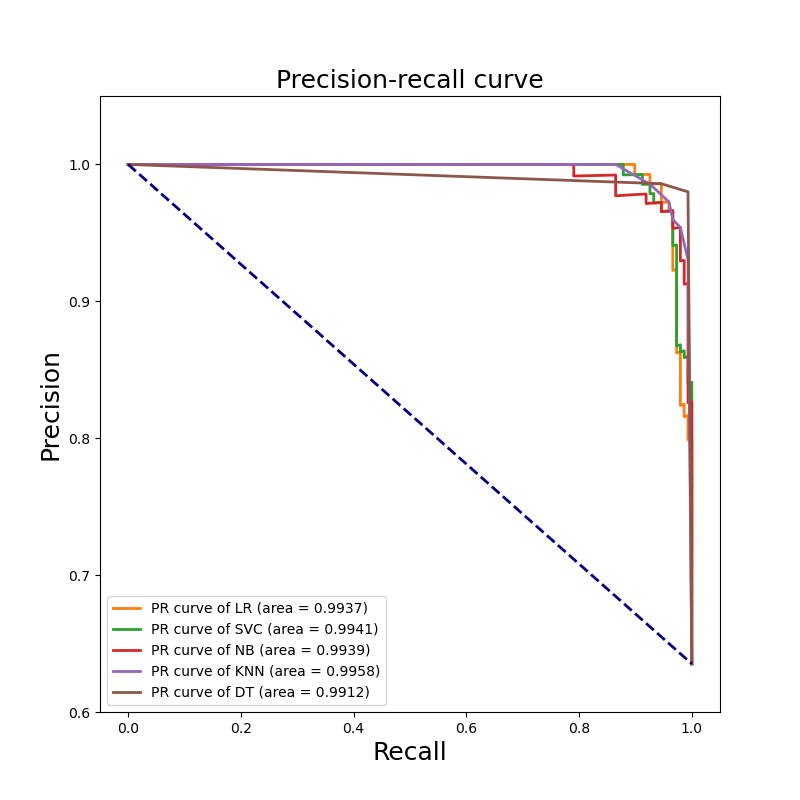 Precision-recall curve
1.0
0.9
0.8
0.7
0.6
Precision
PR curve of LR (area = 0.9937)
PR curve of SVC (area = 0.9941)
PR curve of NB (area = 0.9939)
PR curve of KNN (area = 0.9958)
PR curve of DT (area = 0.9912)
0.0 0.2 0.4 0.6 0.8 1.0
Recall